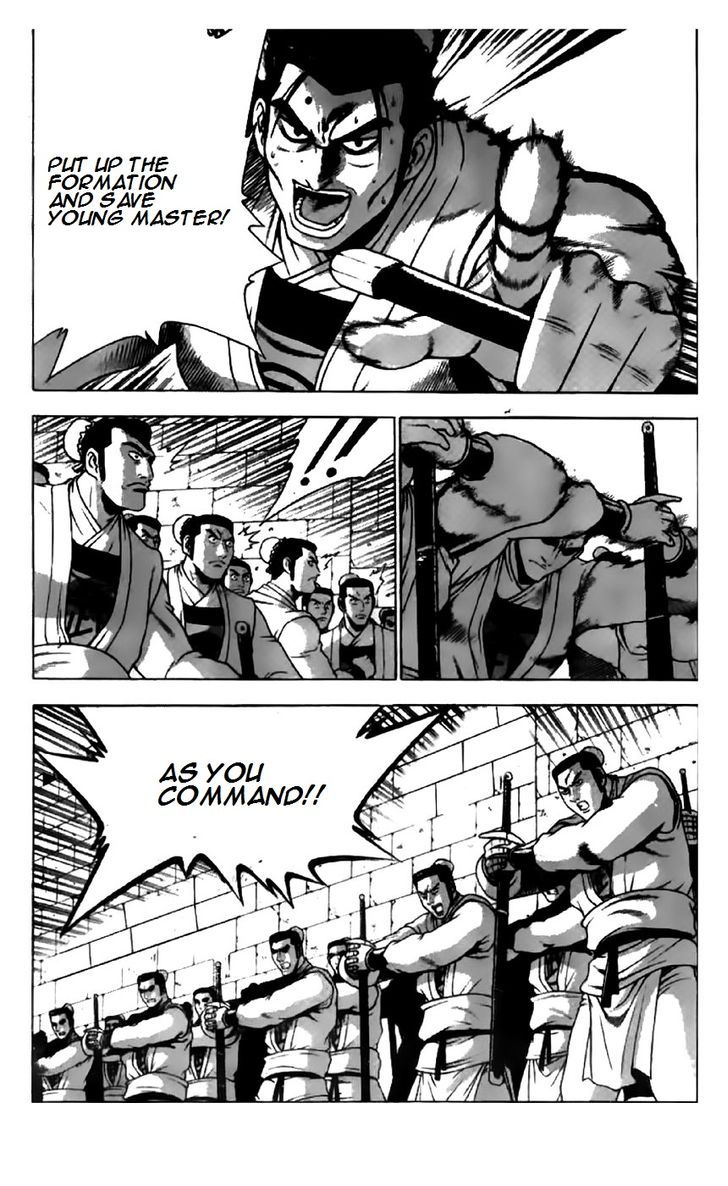 PUT UP THE
FORMATION
AND SAVE
YOUNG MASTER!
!!
AS YOU
COMMAND!!